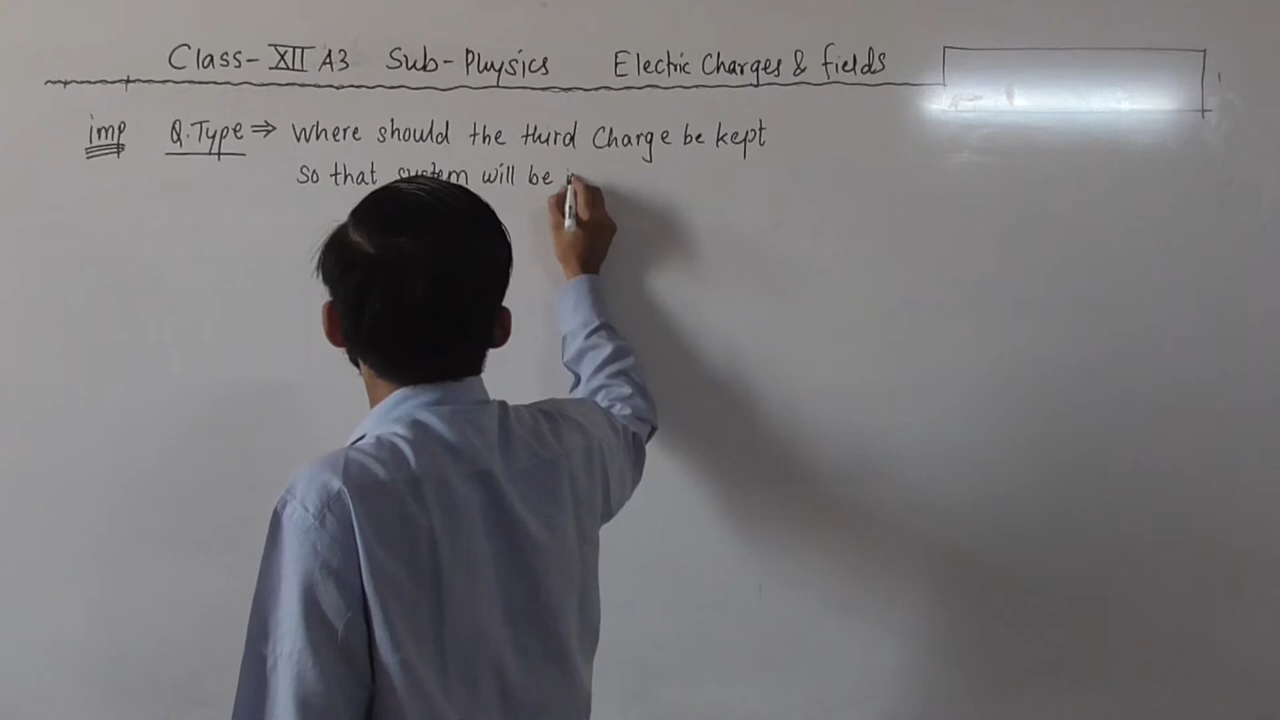 Class-XII A3 Sub-Physics Electric Charges & fields
imp Q.Type ⇒ where should the third Charge be kept
so that system will be